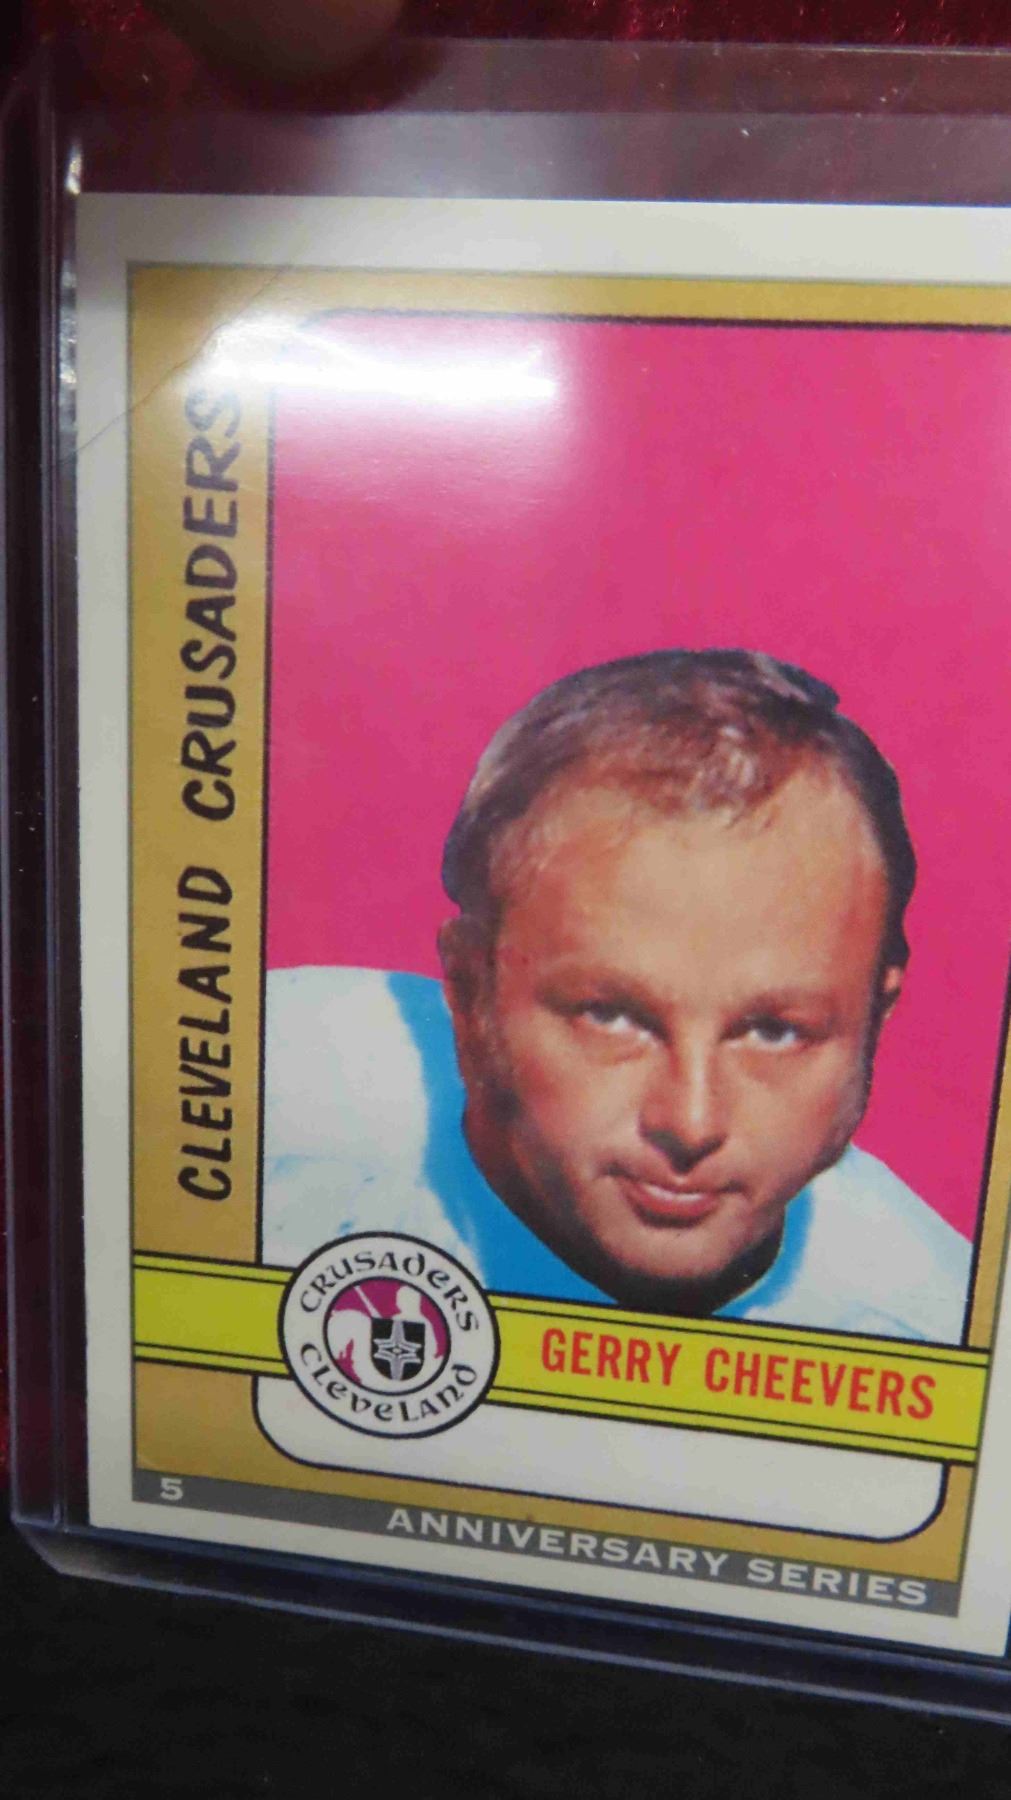 CLEVELAND CRUSADERS
CRUSADERS
CLEVELAND
GERRY CHEEVERS
5
ANNIVERSARY SERIES